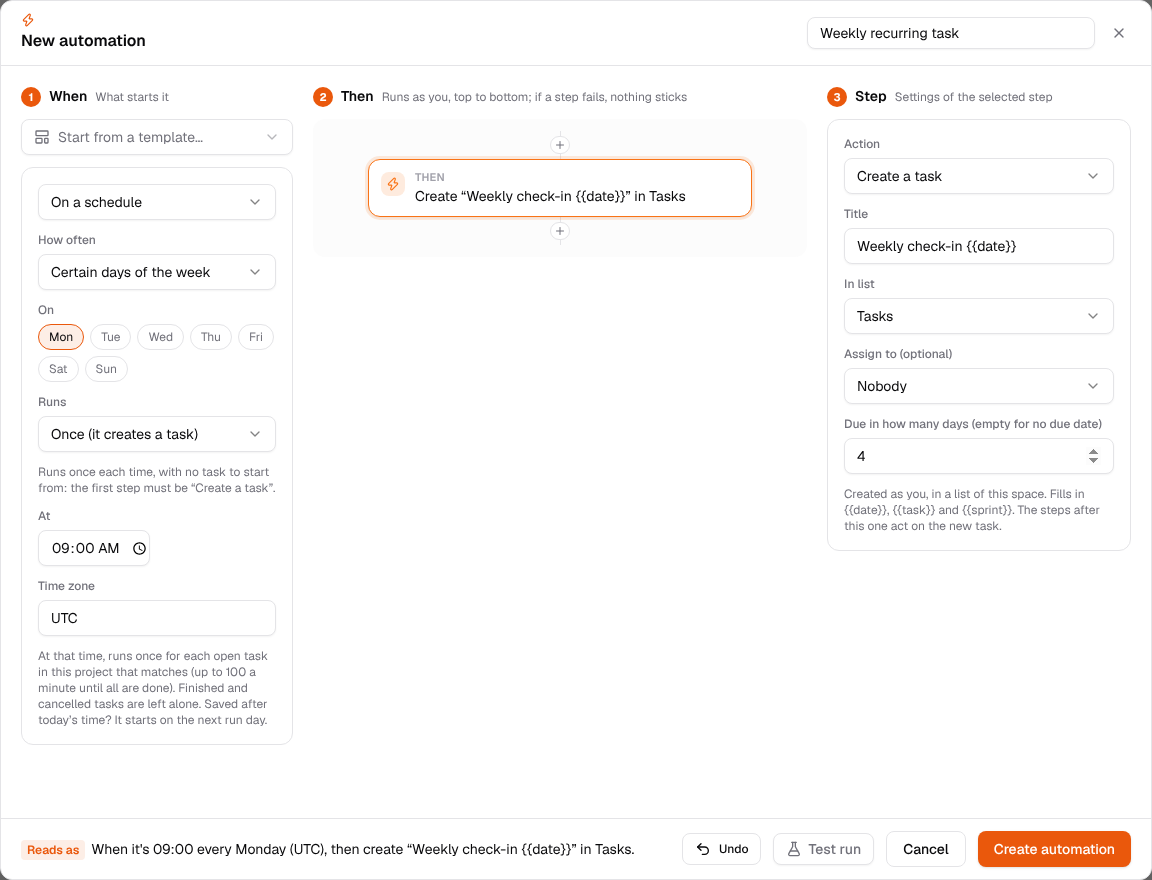 New automation
Weekly recurring task
1 When What starts it
Start from a template...
On a schedule
How often
Certain days of the week
On
Mon Tue Wed Thu Fri
Sat Sun
Runs
Once (it creates a task)
Runs once each time, with no task to start
from: the first step must be “Create a task”.
At
09:00 AM
Time zone
UTC
At that time, runs once for each open task
in this project that matches (up to 100 a
minute until all are done). Finished and
cancelled tasks are left alone. Saved after
today's time? It starts on the next run day.
2 Then Runs as you, top to bottom; if a step fails, nothing sticks
THEN
Create “Weekly check-in {{date}}” in Tasks
3 Step Settings of the selected step
Action
Create a task
Title
Weekly check-in {{date}}
In list
Tasks
Assign to (optional)
Nobody
Due in how many days (empty for no due date)
4
Created as you, in a list of this space. Fills in
{{date}}, {{task}} and {{sprint}}. The steps after
this one act on the new task.
Reads as When it's 09:00 every Monday (UTC), then create “Weekly check-in {{date}}” in Tasks.
Undo
Test run
Cancel
Create automation